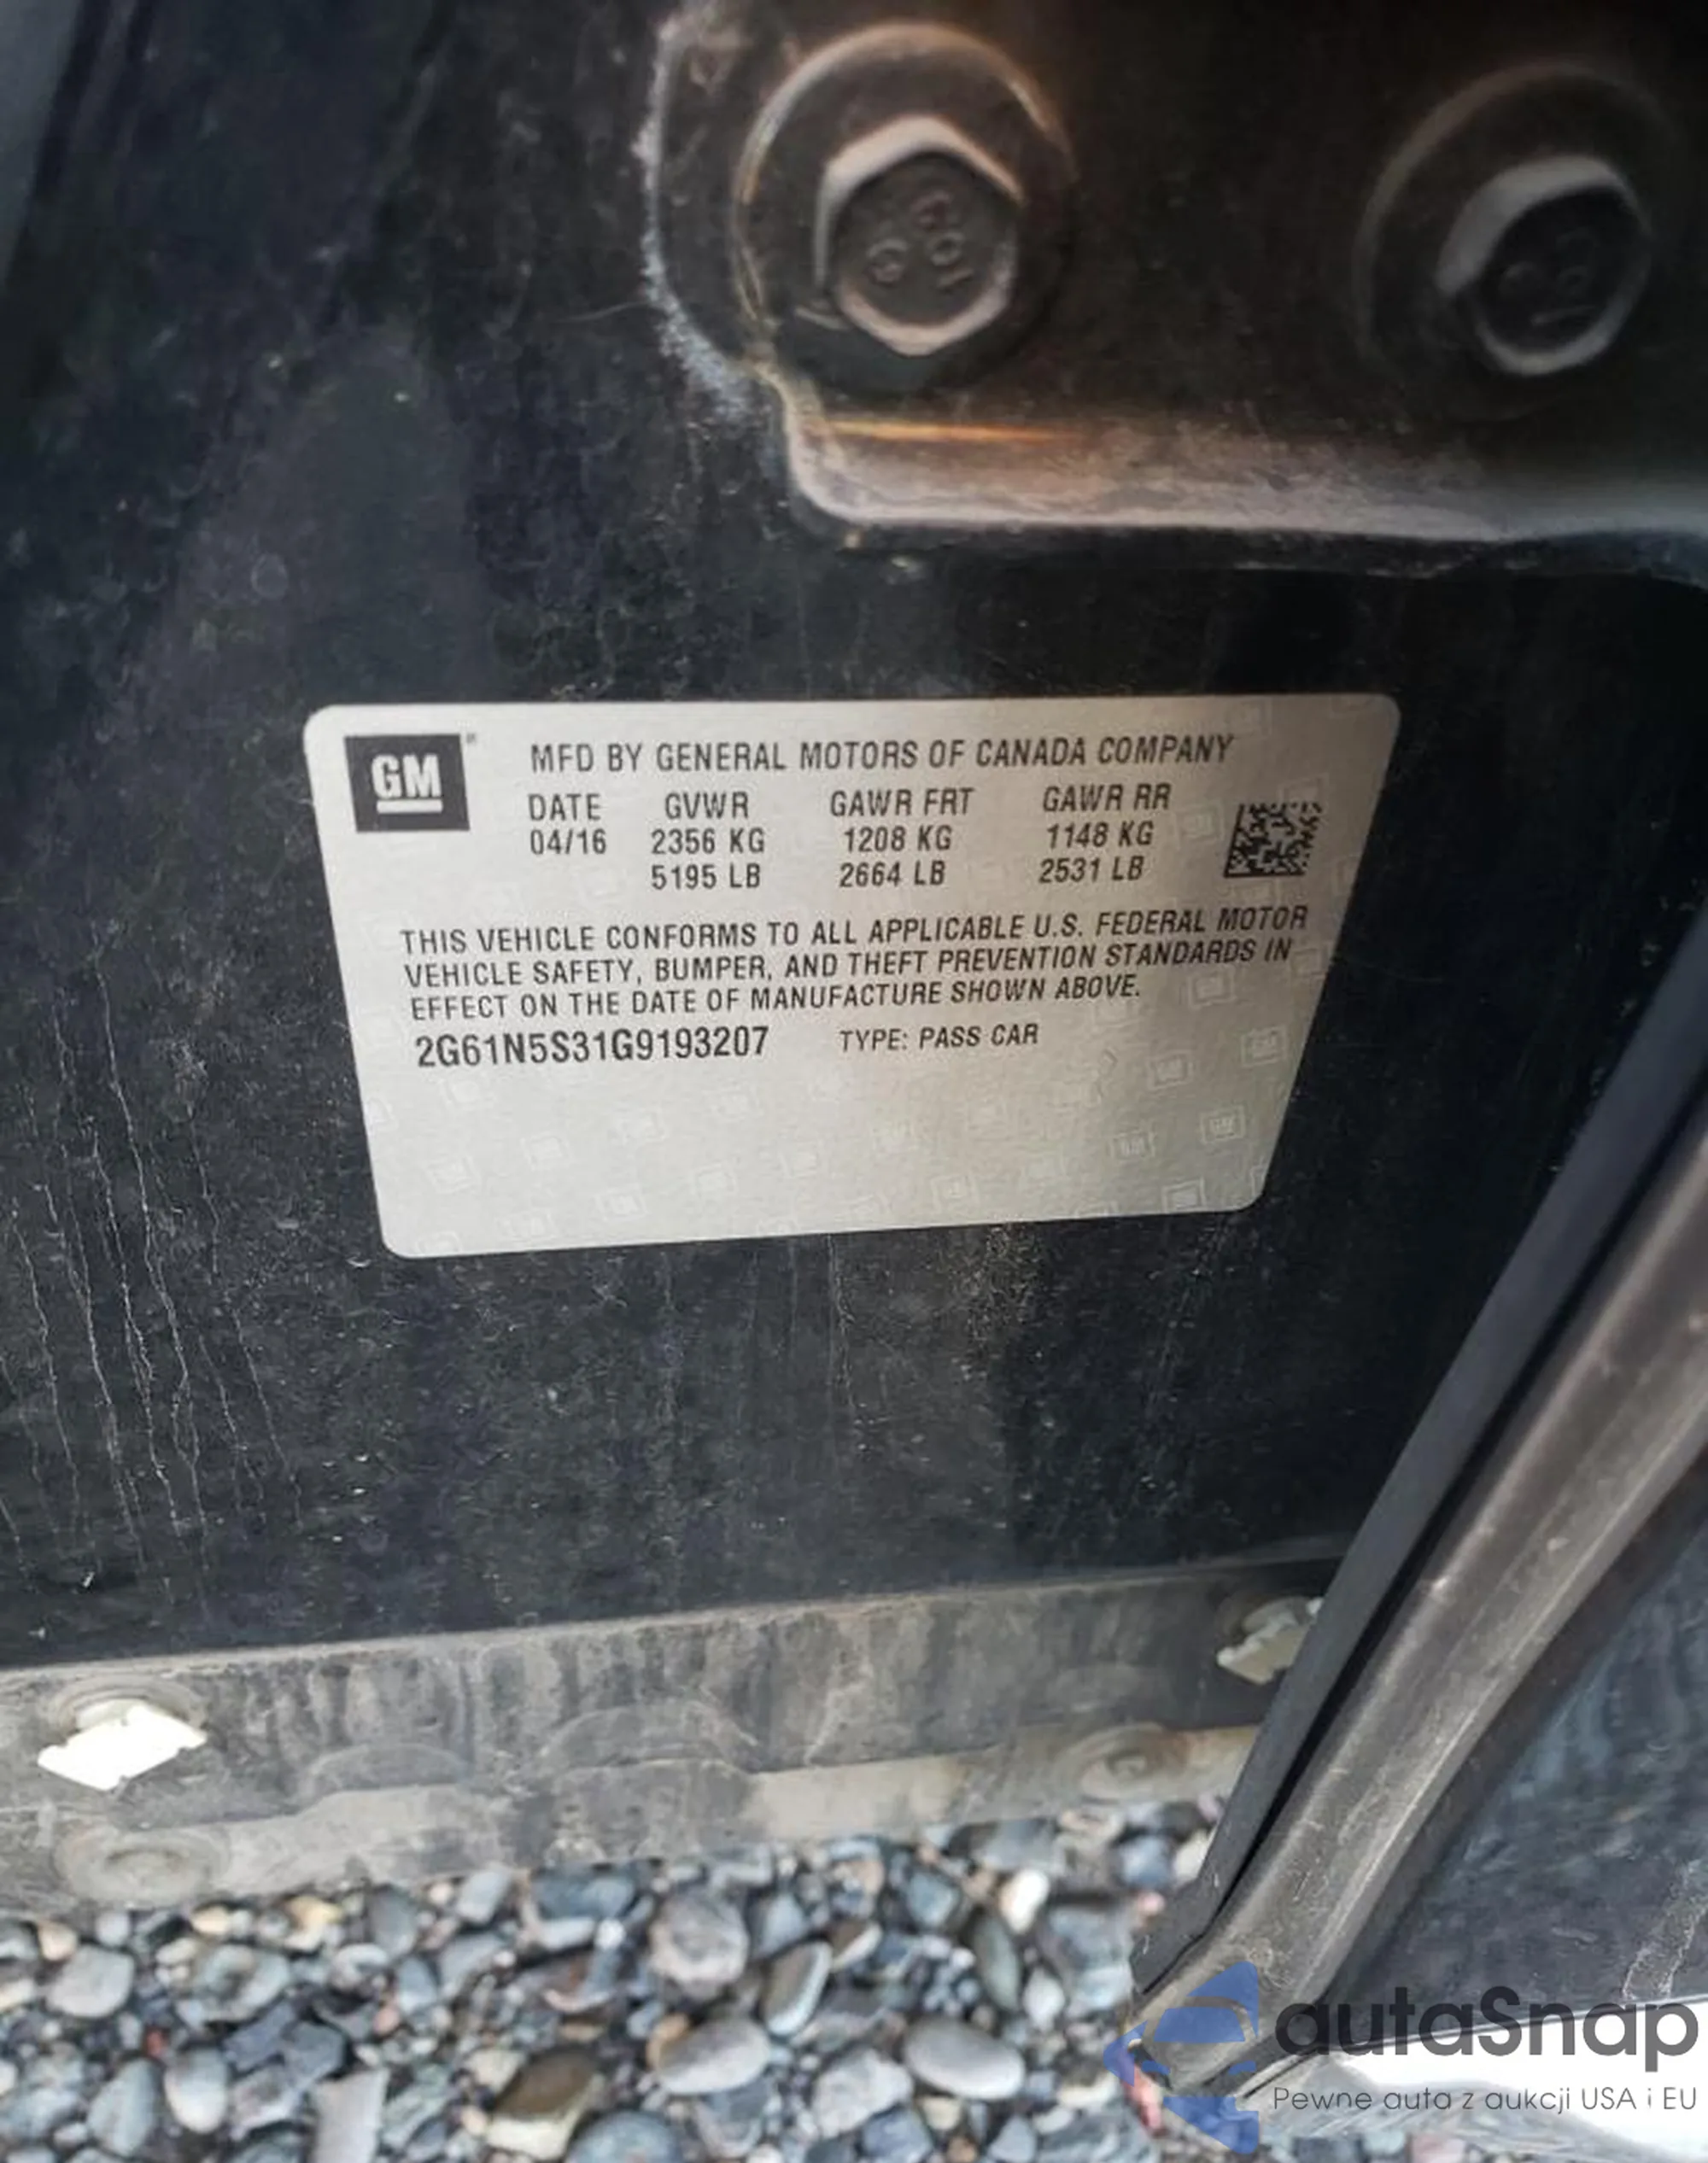 GM
MFD BY GENERAL MOTORS OF CANADA COMPANY
DATE GVWR GAWR FRT GAWR RR
04/16 2356 KG 1208 KG 1148 KG
5195 LB 2664 LB 2531 LB
THIS VEHICLE CONFORMS TO ALL APPLICABLE U.S. FEDERAL MOTOR
VEHICLE SAFETY, BUMPER, AND THEFT PREVENTION STANDARDS IN
EFFECT ON THE DATE OF MANUFACTURE SHOWN ABOVE.
2G61N5S31G9193207 TYPE: PASS CAR
autaSnap
Pewne auta z aukcji USA i EU